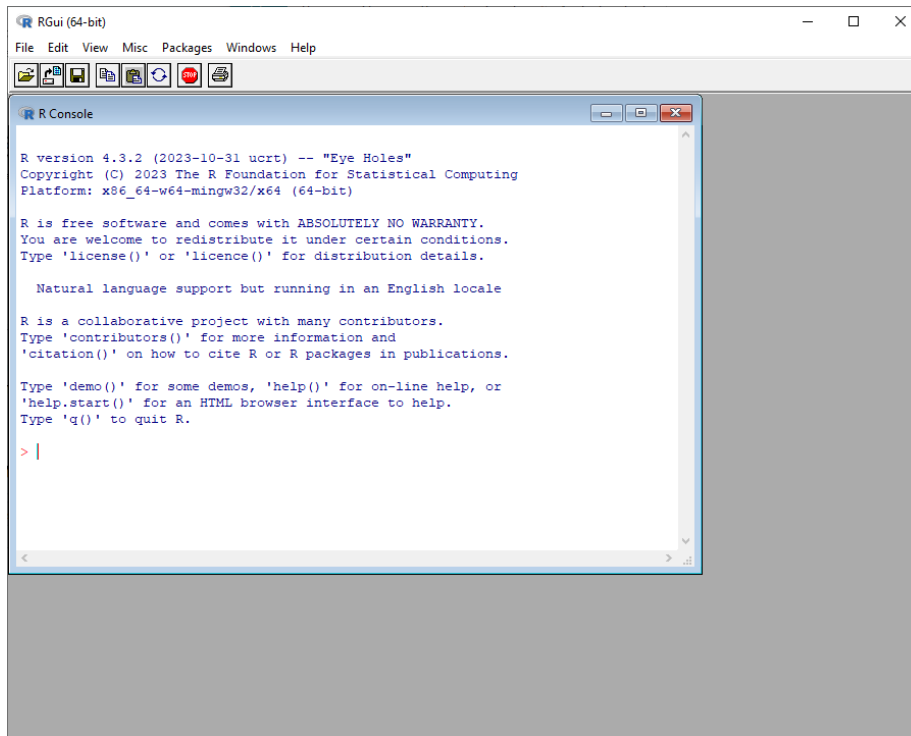 RGui (64-bit)
File Edit View Misc Packages Windows Help
STOP
R Console
R version 4.3.2 (2023-10-31 ucrt) -- "Eye Holes"
Copyright (C) 2023 The R Foundation for Statistical Computing
Platform: x86_64-w64-mingw32/x64 (64-bit)
R is free software and comes with ABSOLUTELY NO WARRANTY.
You are welcome to redistribute it under certain conditions.
Type 'license()' or 'licence()' for distribution details.
Natural language support but running in an English locale
R is a collaborative project with many contributors.
Type 'contributors()' for more information and
'citation()' on how to cite R or R packages in publications.
Type 'demo()' for some demos, 'help()' for on-line help, or
'help.start()' for an HTML browser interface to help.
Type 'q()' to quit R.
>